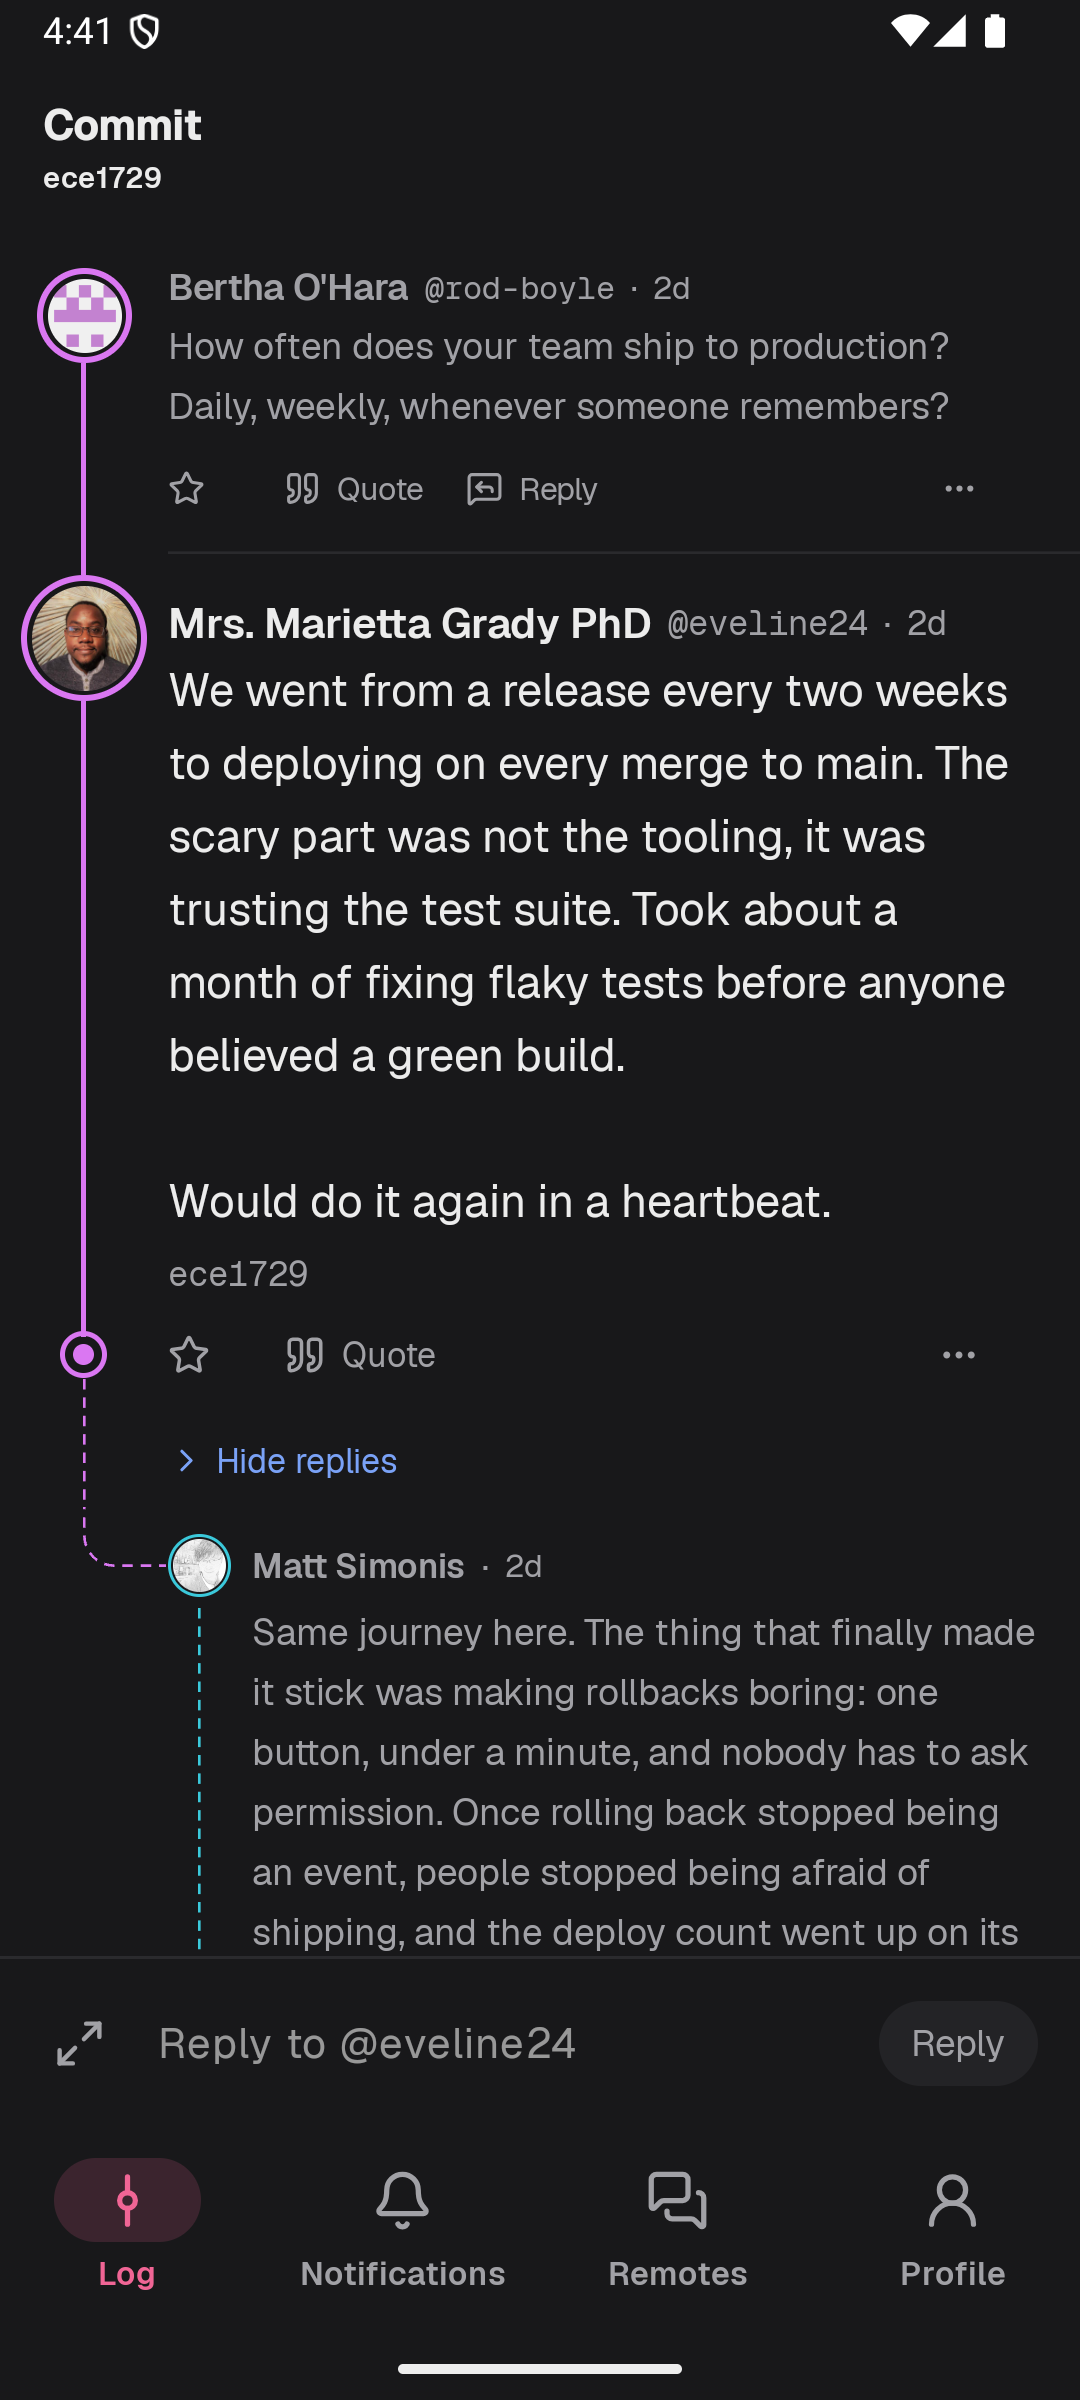 4:41
Commit
ece1729
Bertha O'Hara @rod-boyle · 2d
How often does your team ship to production?
Daily, weekly, whenever someone remembers?
Quote Reply
Mrs. Marietta Grady PhD @eveline24 · 2d
We went from a release every two weeks
to deploying on every merge to main. The
scary part was not the tooling, it was
trusting the test suite. Took about a
month of fixing flaky tests before anyone
believed a green build.
Would do it again in a heartbeat.
ece1729
Quote
Hide replies
Matt Simonis · 2d
Same journey here. The thing that finally made
it stick was making rollbacks boring: one
button, under a minute, and nobody has to ask
permission. Once rolling back stopped being
an event, people stopped being afraid of
shipping, and the deploy count went up on its
Reply to @eveline24 Reply
Log Notifications Remotes Profile